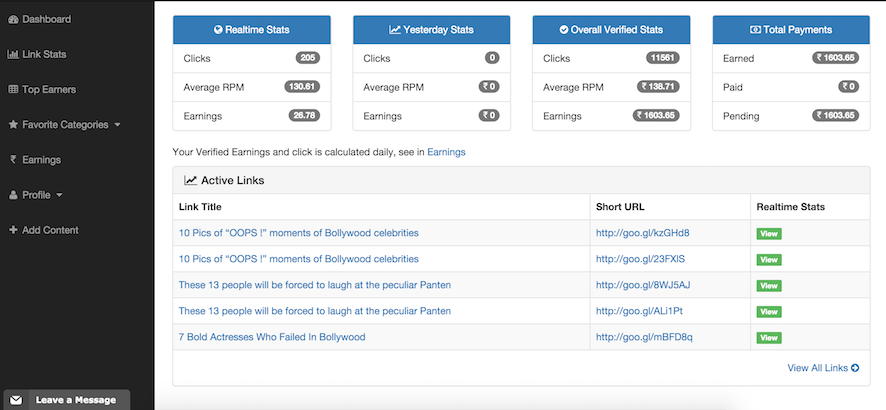 Dashboard
Link Stats
Top Earners
Favorite Categories
₹ Earnings
Profile
Add Content
Leave a Message
Realtime Stats
Clicks 205
Average RPM 130.61
Earnings 26.78
Yesterday Stats
Clicks 0
Average RPM ₹ 0
Earnings ₹ 0
Overall Verified Stats
Clicks 11561
Average RPM ₹ 138.71
Earnings ₹ 1603.65
Total Payments
Earned ₹ 1603.65
Paid ₹ 0
Pending ₹ 1603.65
Your Verified Earnings and click is calculated daily, see in Earnings
Active Links
Link Title Short URL Realtime Stats
10 Pics of “OOPS !” moments of Bollywood celebrities http://goo.gl/kzGHd8 View
10 Pics of “OOPS !” moments of Bollywood celebrities http://goo.gl/23FXlS View
These 13 people will be forced to laugh at the peculiar Panten http://goo.gl/8WJ5AJ View
These 13 people will be forced to laugh at the peculiar Panten http://goo.gl/ALi1Pt View
7 Bold Actresses Who Failed In Bollywood http://goo.gl/mBFD8q View
View All Links